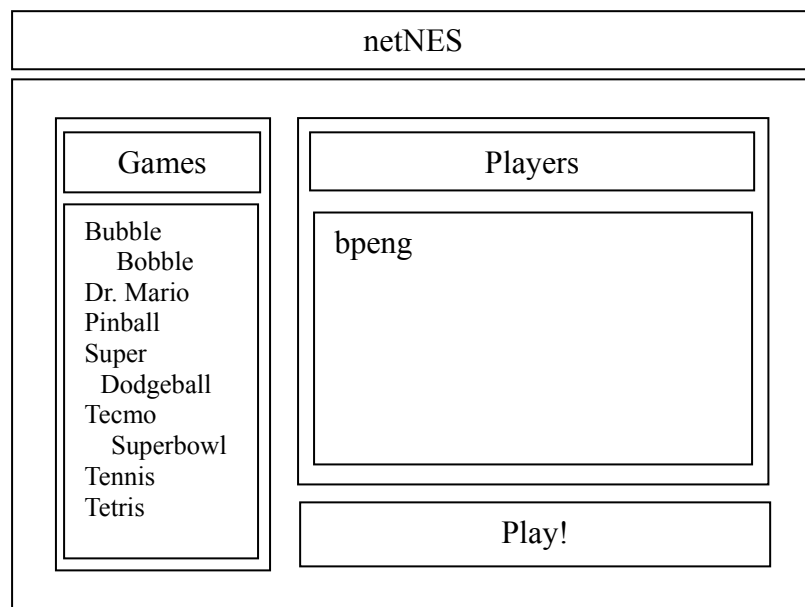 netNES
Games
Bubble
Bobble
Dr. Mario
Pinball
Super
Dodgeball
Tecmo
Superbowl
Tennis
Tetris
Players
bpeng
Play!